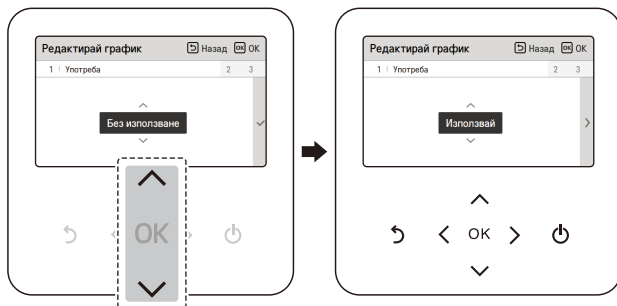 Редактирай график Назад OK OK
1 Употреба 2 3
Без използване
OK
Редактирай график Назад OK OK
1 Употреба 2 3
Използвай
OK